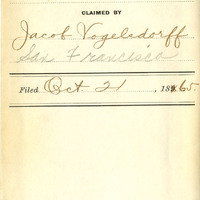 CLAIMED BY
Jacob Vogelsdorff
San Francisco
Filed Oct 21, 1865